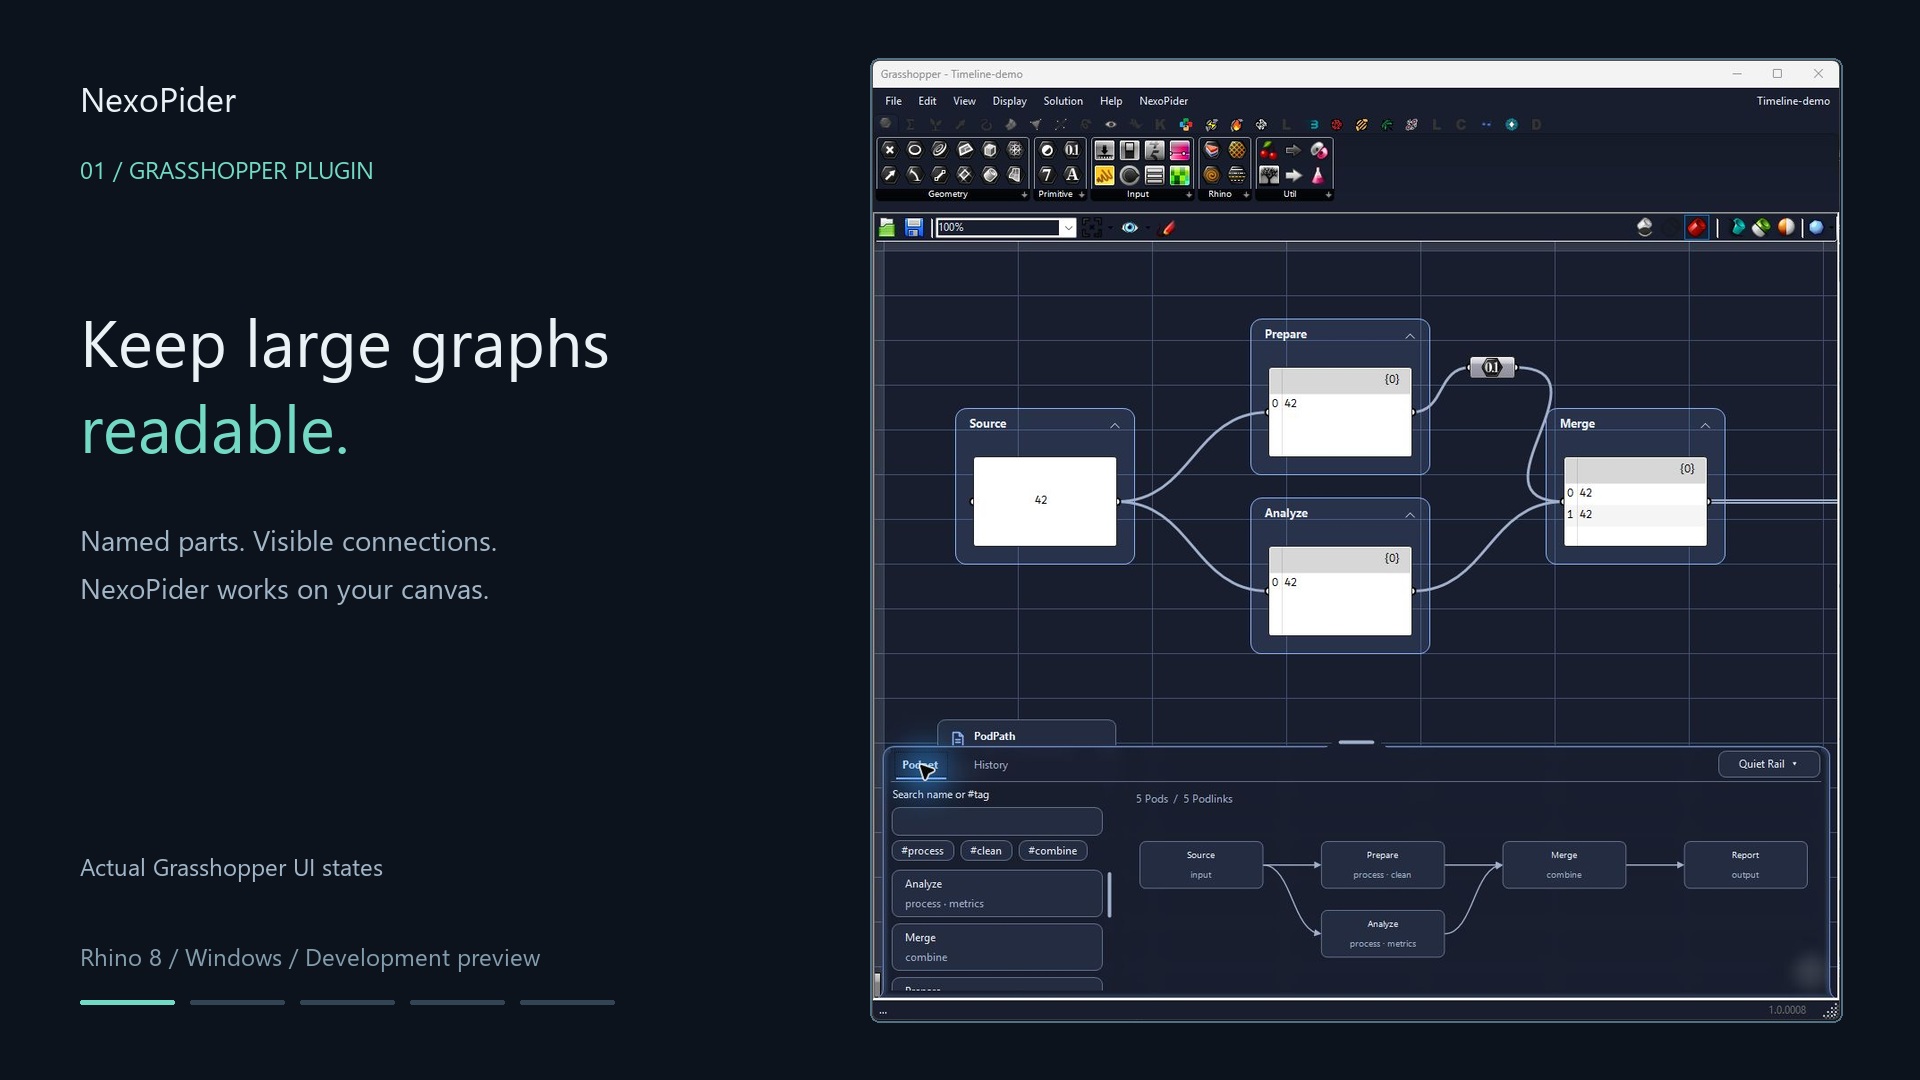 NexoPider
01 / GRASSHOPPER PLUGIN
Keep large graphs
readable.
Named parts. Visible connections.
NexoPider works on your canvas.
Actual Grasshopper UI states
Rhino 8 / Windows / Development preview
Grasshopper - Timeline-demo
File Edit View Display Solution Help NexoPider Timeline-demo
Geometry Primitive Input Rhino Util
100%
Prepare
{0}
0 42
0.1
Source
42
Merge
{0}
0 42
1 42
Analyze
{0}
0 42
PodPath
History
Quiet Rail
Search name or #tag
5 Pods / 5 Podlinks
#process #clean #combine
Analyze
process · metrics
Merge
combine
Source
input
Prepare
process · clean
Merge
combine
Report
output
Analyze
process · metrics
...
1.0.0008